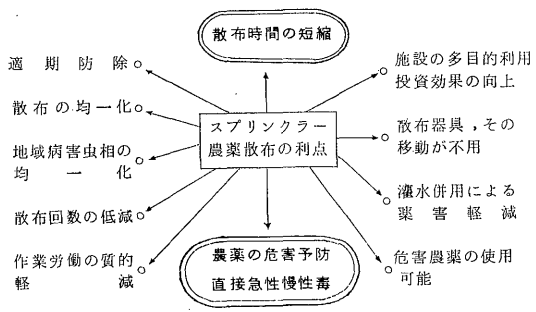 散布時間の短縮
適期防除
散布の均一化
地域病害虫相の
均一化
散布回数の低減
作業労働の質的
軽減
スプリンクラー
農薬散布の利点
施設の多目的利用
投資効果の向上
散布器具,その
移動が不用
灌水併用による
薬害軽減
危害農薬の使用
可能
農薬の危害予防
直接急性慢性毒